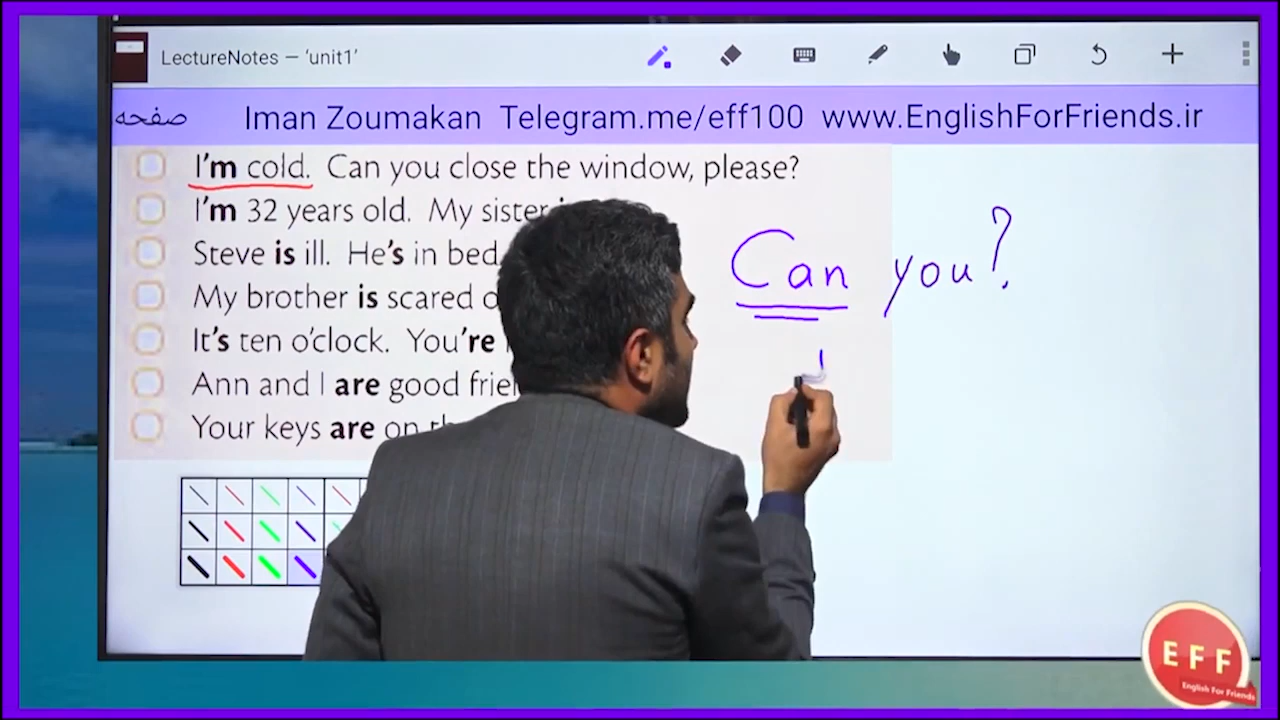 LectureNotes – ‘unit1’
صفحه Iman Zoumakan Telegram.me/eff100 www.EnglishForFriends.ir
I’m cold. Can you close the window, please?
I’m 32 years old. My sister
Steve is ill. He’s in bed
My brother is scared
It’s ten o’clock. You’re
Ann and I are good
Your keys are on
Can you?
EFF
English For Friends